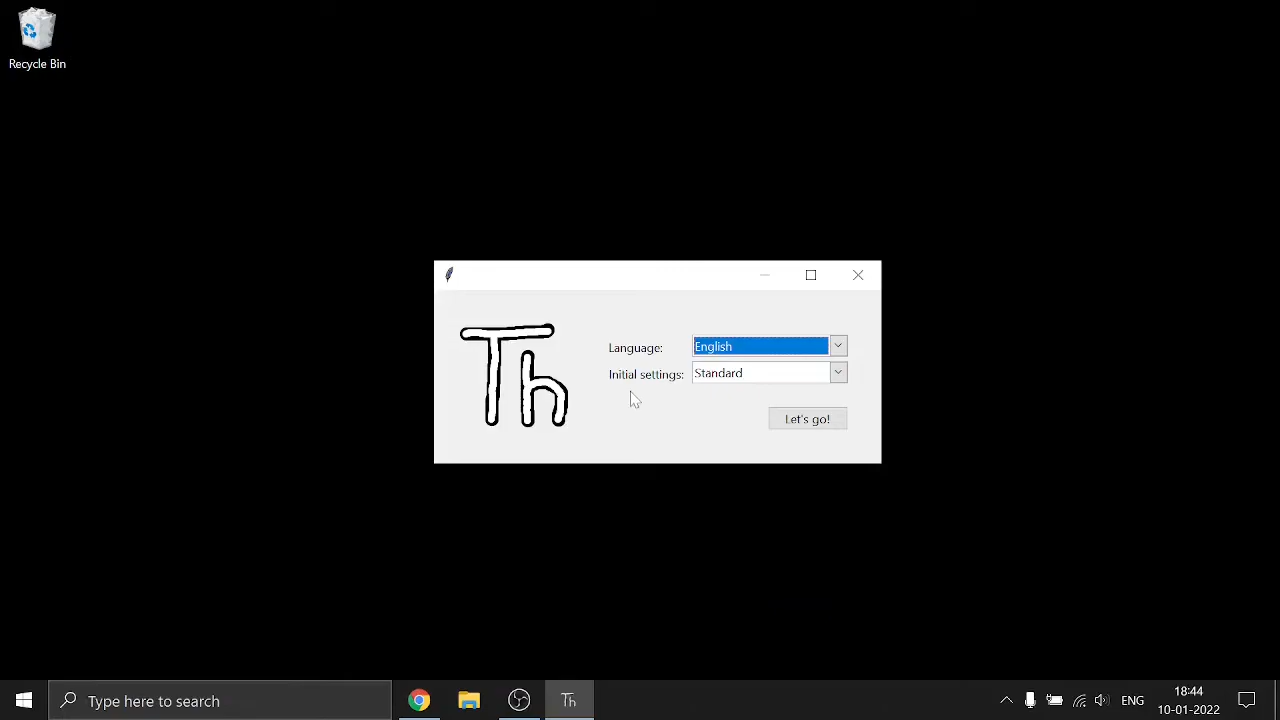 Recycle Bin
Th
Language:
English
Initial settings:
Standard
Let's go!
Type here to search
Th
ENG
18:44
10-01-2022